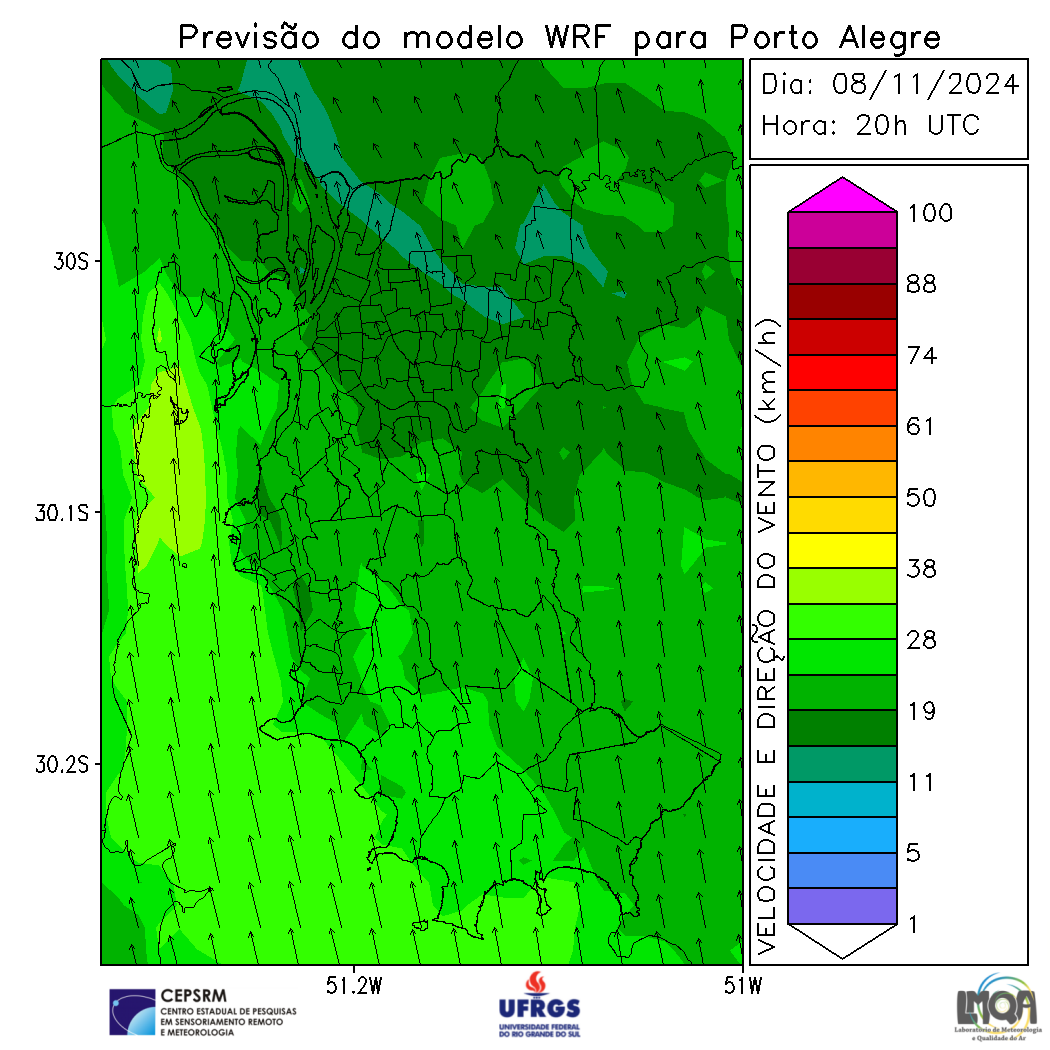 Previsão do modelo WRF para Porto Alegre
Dia: 08/11/2024
Hora: 20h UTC
100
88
74
61
50
38
28
19
11
5
1
VELOCIDADE E DIREÇÃO DO VENTO (km/h)
30S
30.1S
30.2S
51.2W
51W
CEPSRM
CENTRO ESTADUAL DE PESQUISAS
EM SENSORIAMENTO REMOTO
E METEOROLOGIA
UFRGS
UNIVERSIDADE FEDERAL
DO RIO GRANDE DO SUL
LMQA
Laboratório de Meteorologia
e Qualidade do Ar